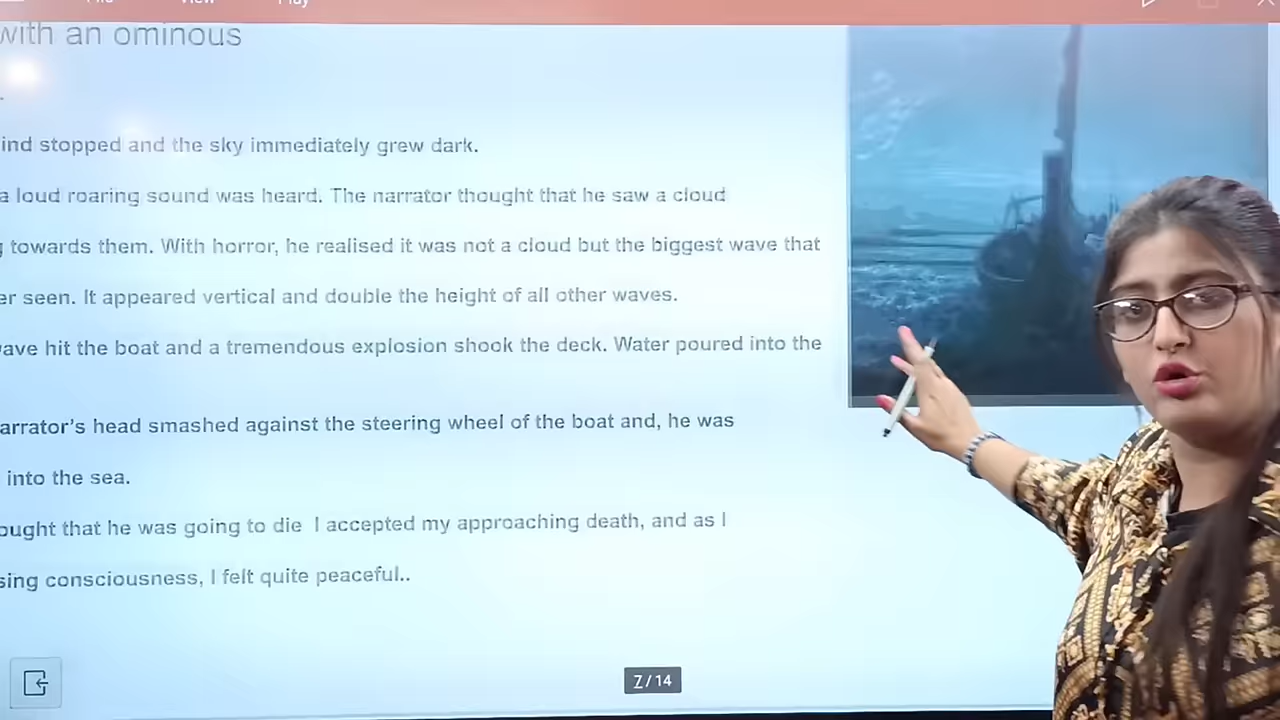 View
Play
with an ominous
ind stopped and the sky immediately grew dark.
a loud roaring sound was heard. The narrator thought that he saw a cloud
g towards them. With horror, he realised it was not a cloud but the biggest wave that
er seen. It appeared vertical and double the height of all other waves.
ave hit the boat and a tremendous explosion shook the deck. Water poured into the
arrator's head smashed against the steering wheel of the boat and, he was
into the sea.
ought that he was going to die I accepted my approaching death, and as I
sing consciousness, I felt quite peaceful..
7/14